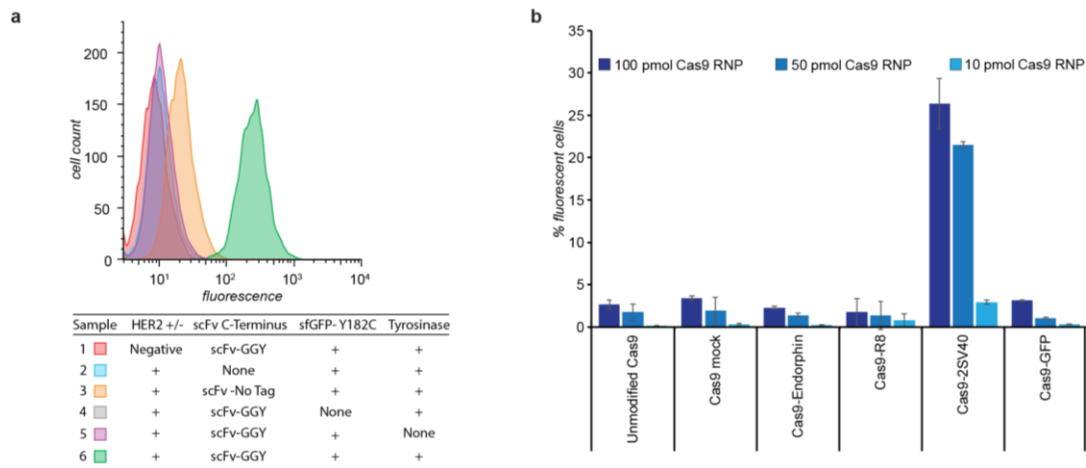 a
200
150
100
50
0
cell count
10¹ 10² 10³ 10⁴
fluorescence
Sample HER2 +/- scFv C-Terminus sfGFP- Y182C Tyrosinase
1 Negative scFv-GGY + +
2 + None + +
3 + scFv -No Tag + +
4 + scFv-GGY None +
5 + scFv-GGY + None
6 + scFv-GGY + +
b
35
30
25
20
15
10
5
0
% fluorescent cells
100 pmol Cas9 RNP 50 pmol Cas9 RNP 10 pmol Cas9 RNP
Unmodified Cas9
Cas9 mock
Cas9-Endorphin
Cas9-R8
Cas9-2SV40
Cas9-GFP